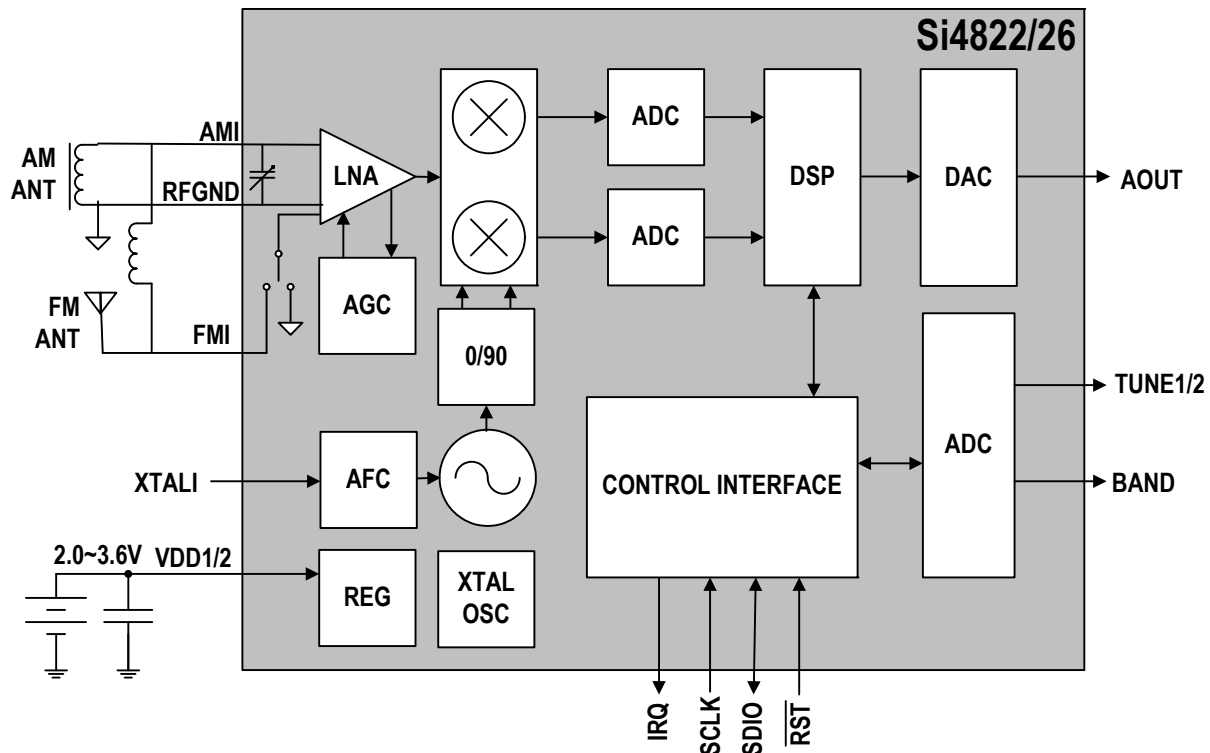 Si4822/26
AMI
AM
ANT
RFGND
LNA
ADC
DSP
DAC
AOUT
ADC
AGC
FM
ANT
FMI
0/90
TUNE1/2
ADC
BAND
CONTROL INTERFACE
XTALI
AFC
2.0~3.6V
VDD1/2
REG
XTAL
OSC
IRQ
SCLK
SDIO
RST